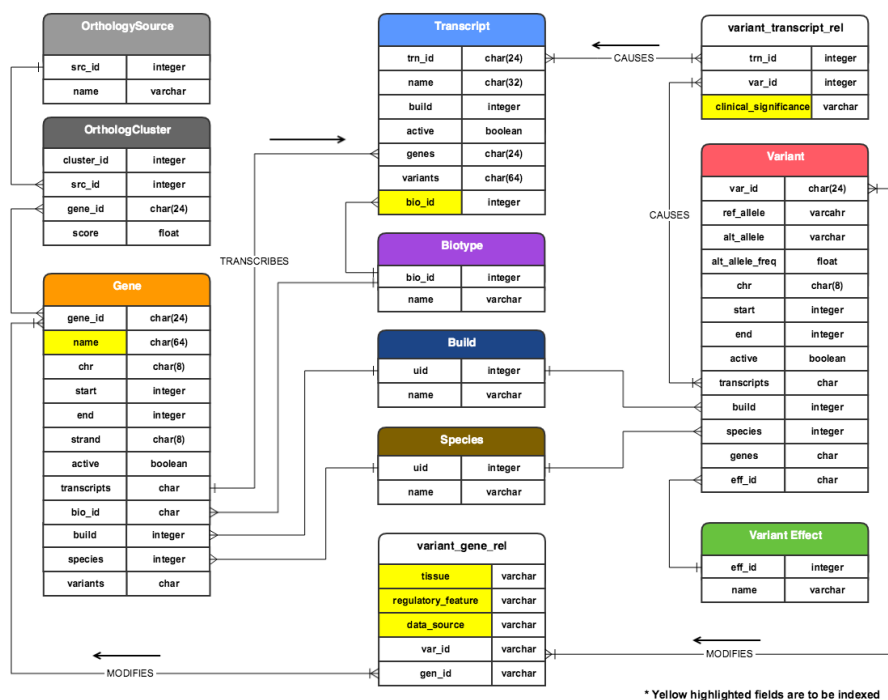 OrthologySource
src_id integer
name varchar
OrthologCluster
cluster_id integer
src_id integer
gene_id char(24)
score float
Gene
gene_id char(24)
name char(64)
chr char(8)
start integer
end integer
strand char(8)
active boolean
transcripts char
bio_id char
build integer
species integer
variants char
TRANSCRIBES
Transcript
trn_id char(24)
name char(32)
build integer
active boolean
genes char(24)
variants char(64)
bio_id integer
Biotype
bio_id integer
name varchar
Build
uid integer
name varchar
Species
uid integer
name varchar
variant_gene_rel
tissue varchar
regulatory_feature varchar
data_source varchar
var_id varchar
gen_id varchar
MODIFIES
MODIFIES
CAUSES
CAUSES
variant_transcript_rel
trn_id integer
var_id integer
clinical_significance varchar
Variant
var_id char(24)
ref_allele varcahr
alt_allele varchar
alt_allele_freq float
chr char(8)
start integer
end integer
active boolean
transcripts char
build integer
species integer
genes char
eff_id char
Variant Effect
eff_id integer
name varchar
* Yellow highlighted fields are to be indexed